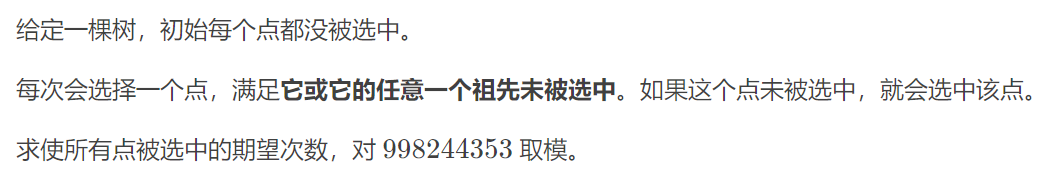 给定一棵树，初始每个点都没被选中。
每次会选择一个点，满足它或它的任意一个祖先未被选中。如果这个点未被选中，就会选中该点。
求使所有点被选中的期望次数，对 998244353 取模。